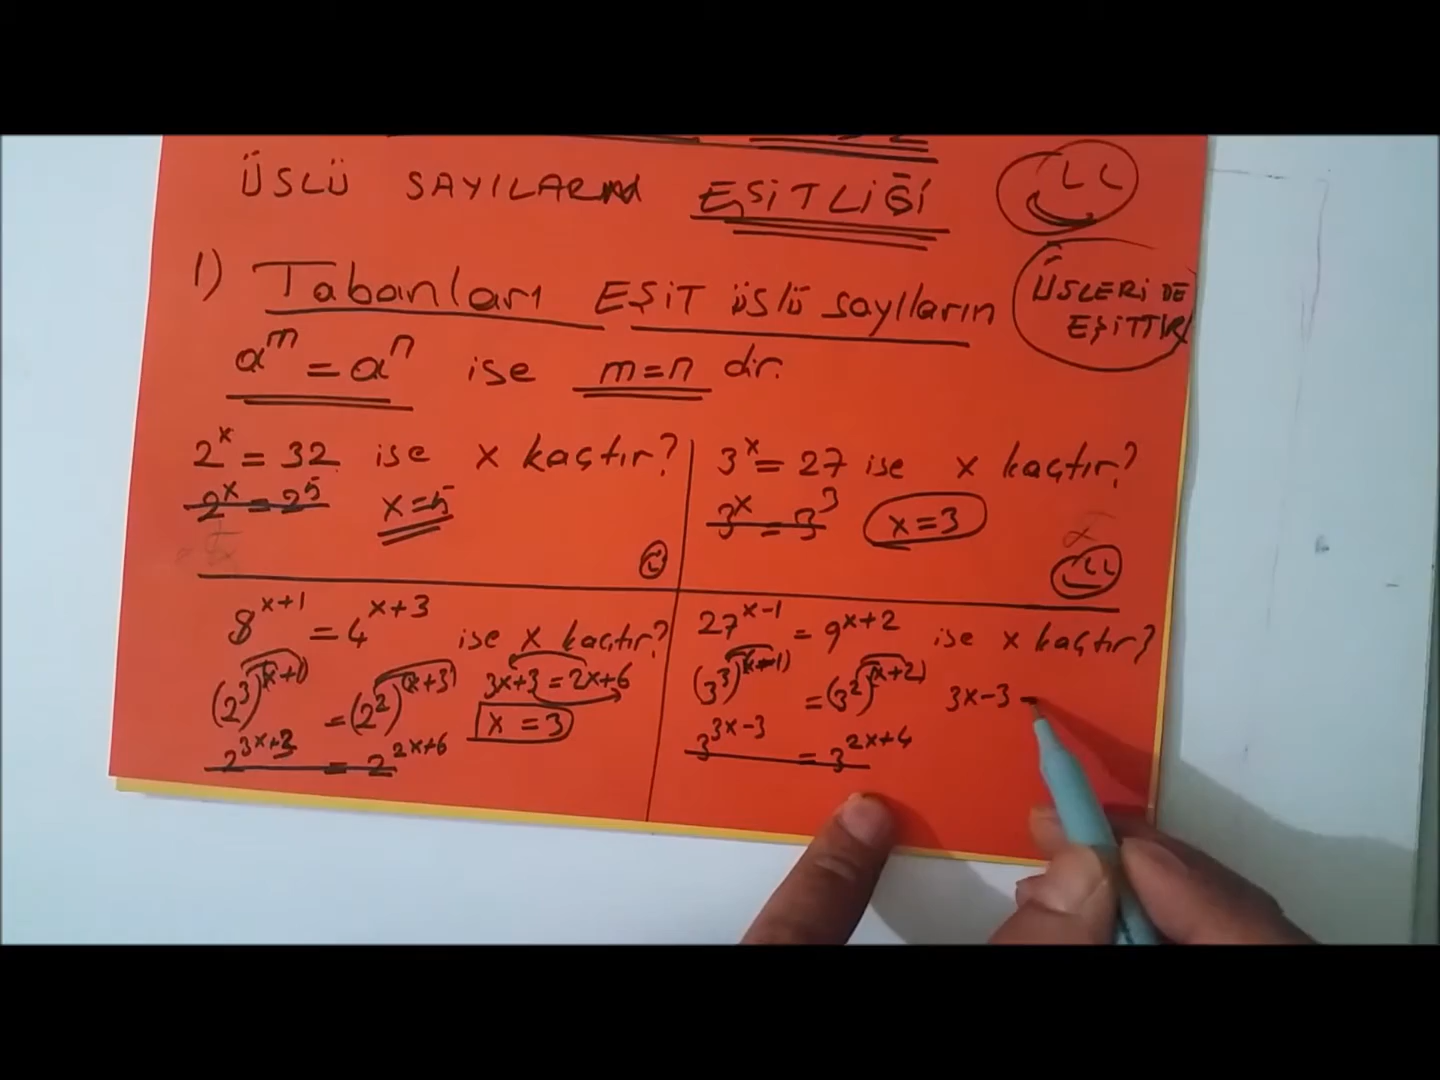 ÜSLÜ SAYILARIN EŞİTLİĞİ
1) Tabanları EŞİT üslü sayılların
ÜSLERİ DE
EŞİTTİR
a^m = a^n ise m=n dir.
2^x = 32 ise x kaçtır?
2^x = 2^5 x=5
3^x = 27 ise x kaçtır?
3^x = 3^3 x=3
8^{x+1} = 4^{x+3} ise x kaçtır?
(2^3)^{(x+1)} = (2^2)^{(x+3)} 3x+3=2x+6
2^{3x+3} = 2^{2x+6} x = 3
27^{x-1} = 9^{x+2} ise x kaçtır?
(3^3)^{(x-1)} = (3^2)^{(x+2)} 3x-3 =
3^{3x-3} = 3^{2x+4}